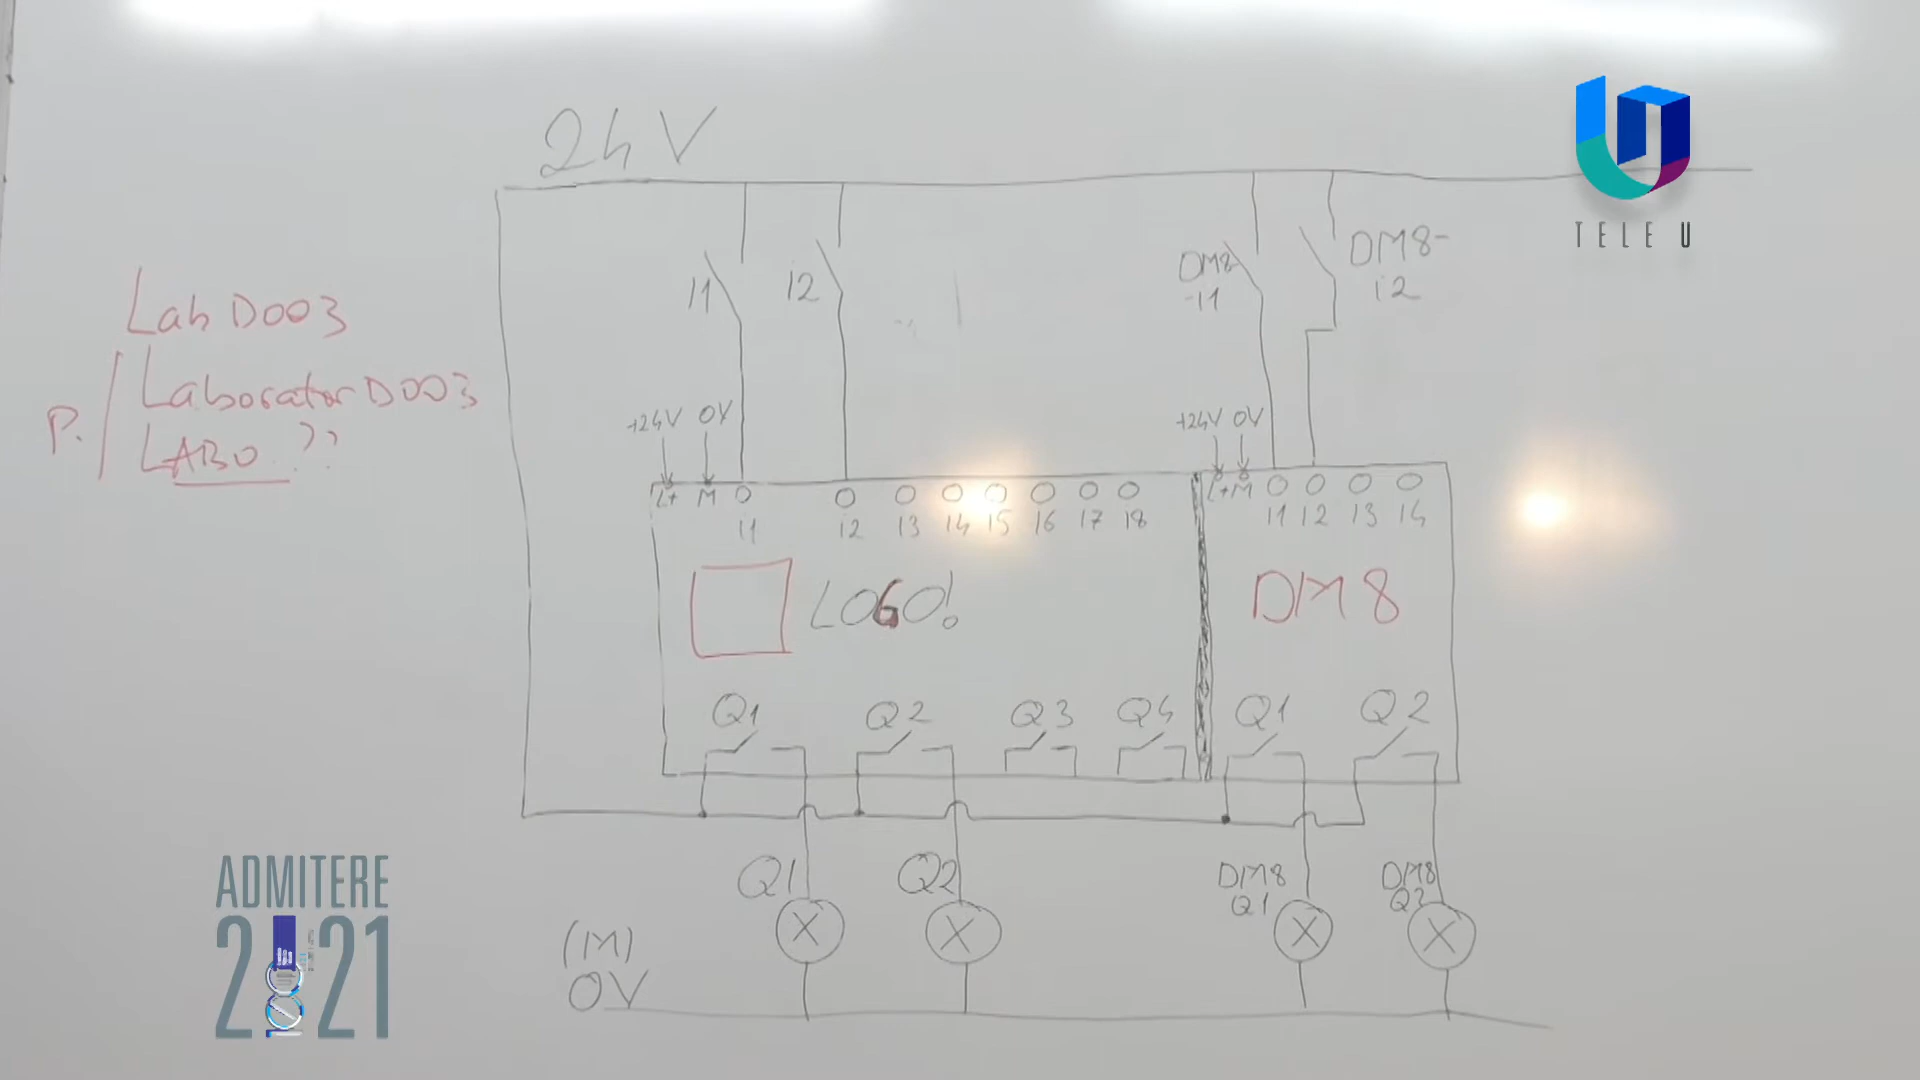 24V
TELE U
I1
I2
DM8
-I1
DM8-
I2
Lab D003
Laborator D003
P.
LABO ??
+24V 0V
+24V 0V
L+ M
I1 I2 I3 I4 I5 I6 I7 I8
L+ M I1 I2 I3 I4
LOGO!
DM8
Q1 Q2 Q3 Q4 Q1 Q2
Q1
Q2
DM8
Q1
DM8
Q2
(M)
0V
ADMITERE
2021